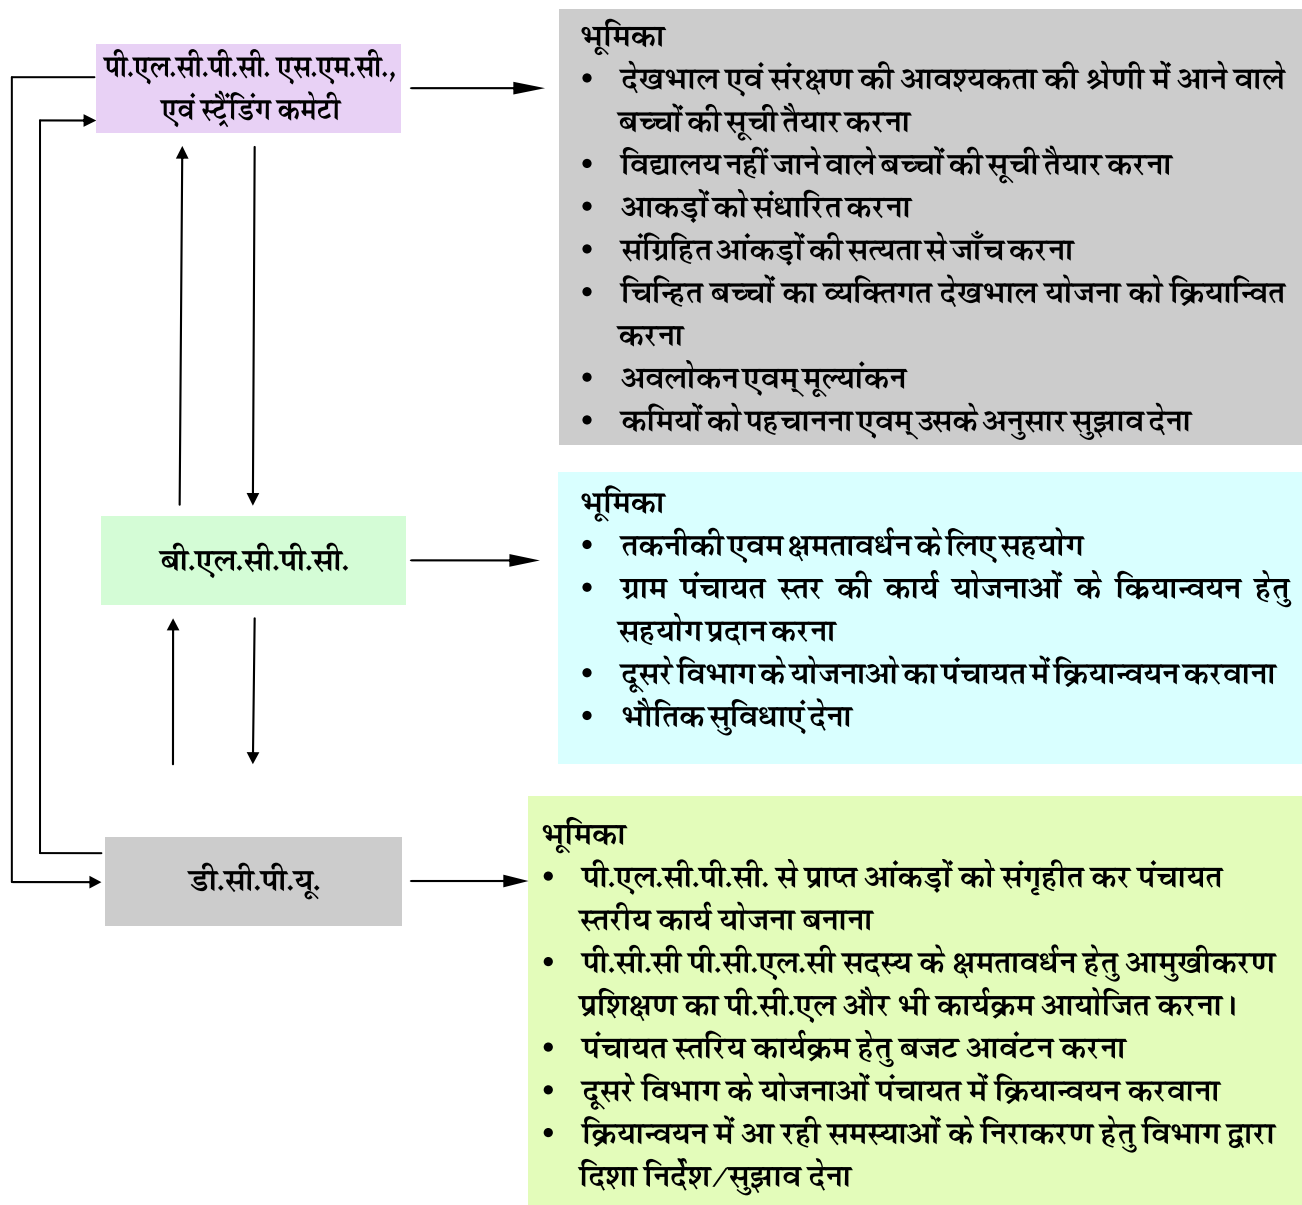 पी.एल.सी.पी.सी. एस.एम.सी.,
एवं स्ट्रैंडिंग कमेटी
भूमिका
• देखभाल एवं संरक्षण की आवश्यकता की श्रेणी में आने वाले
बच्चों की सूची तैयार करना
• विद्यालय नहीं जाने वाले बच्चों की सूची तैयार करना
• आकड़ों को संधारित करना
• संग्रिहित आंकड़ों की सत्यता से जाँच करना
• चिन्हित बच्चों का व्यक्तिगत देखभाल योजना को क्रियान्वित
करना
• अवलोकन एवम् मूल्यांकन
• कमियों को पहचानना एवम् उसके अनुसार सुझाव देना
बी.एल.सी.पी.सी.
भूमिका
• तकनीकी एवम क्षमतावर्धन के लिए सहयोग
• ग्राम पंचायत स्तर की कार्य योजनाओं के क्रियान्वयन हेतु
सहयोग प्रदान करना
• दूसरे विभाग के योजनाओ का पंचायत में क्रियान्वयन करवाना
• भौतिक सुविधाएं देना
डी.सी.पी.यू.
भूमिका
• पी.एल.सी.पी.सी. से प्राप्त आंकड़ों को संगृहीत कर पंचायत
स्तरीय कार्य योजना बनाना
• पी.सी.सी पी.सी.एल.सी सदस्य के क्षमतावर्धन हेतु आमुखीकरण
प्रशिक्षण का पी.सी.एल और भी कार्यक्रम आयोजित करना।
• पंचायत स्तरिय कार्यक्रम हेतु बजट आवंटन करना
• दूसरे विभाग के योजनाओं पंचायत में क्रियान्वयन करवाना
• क्रियान्वयन में आ रही समस्याओं के निराकरण हेतु विभाग द्वारा
दिशा निर्देश/सुझाव देना